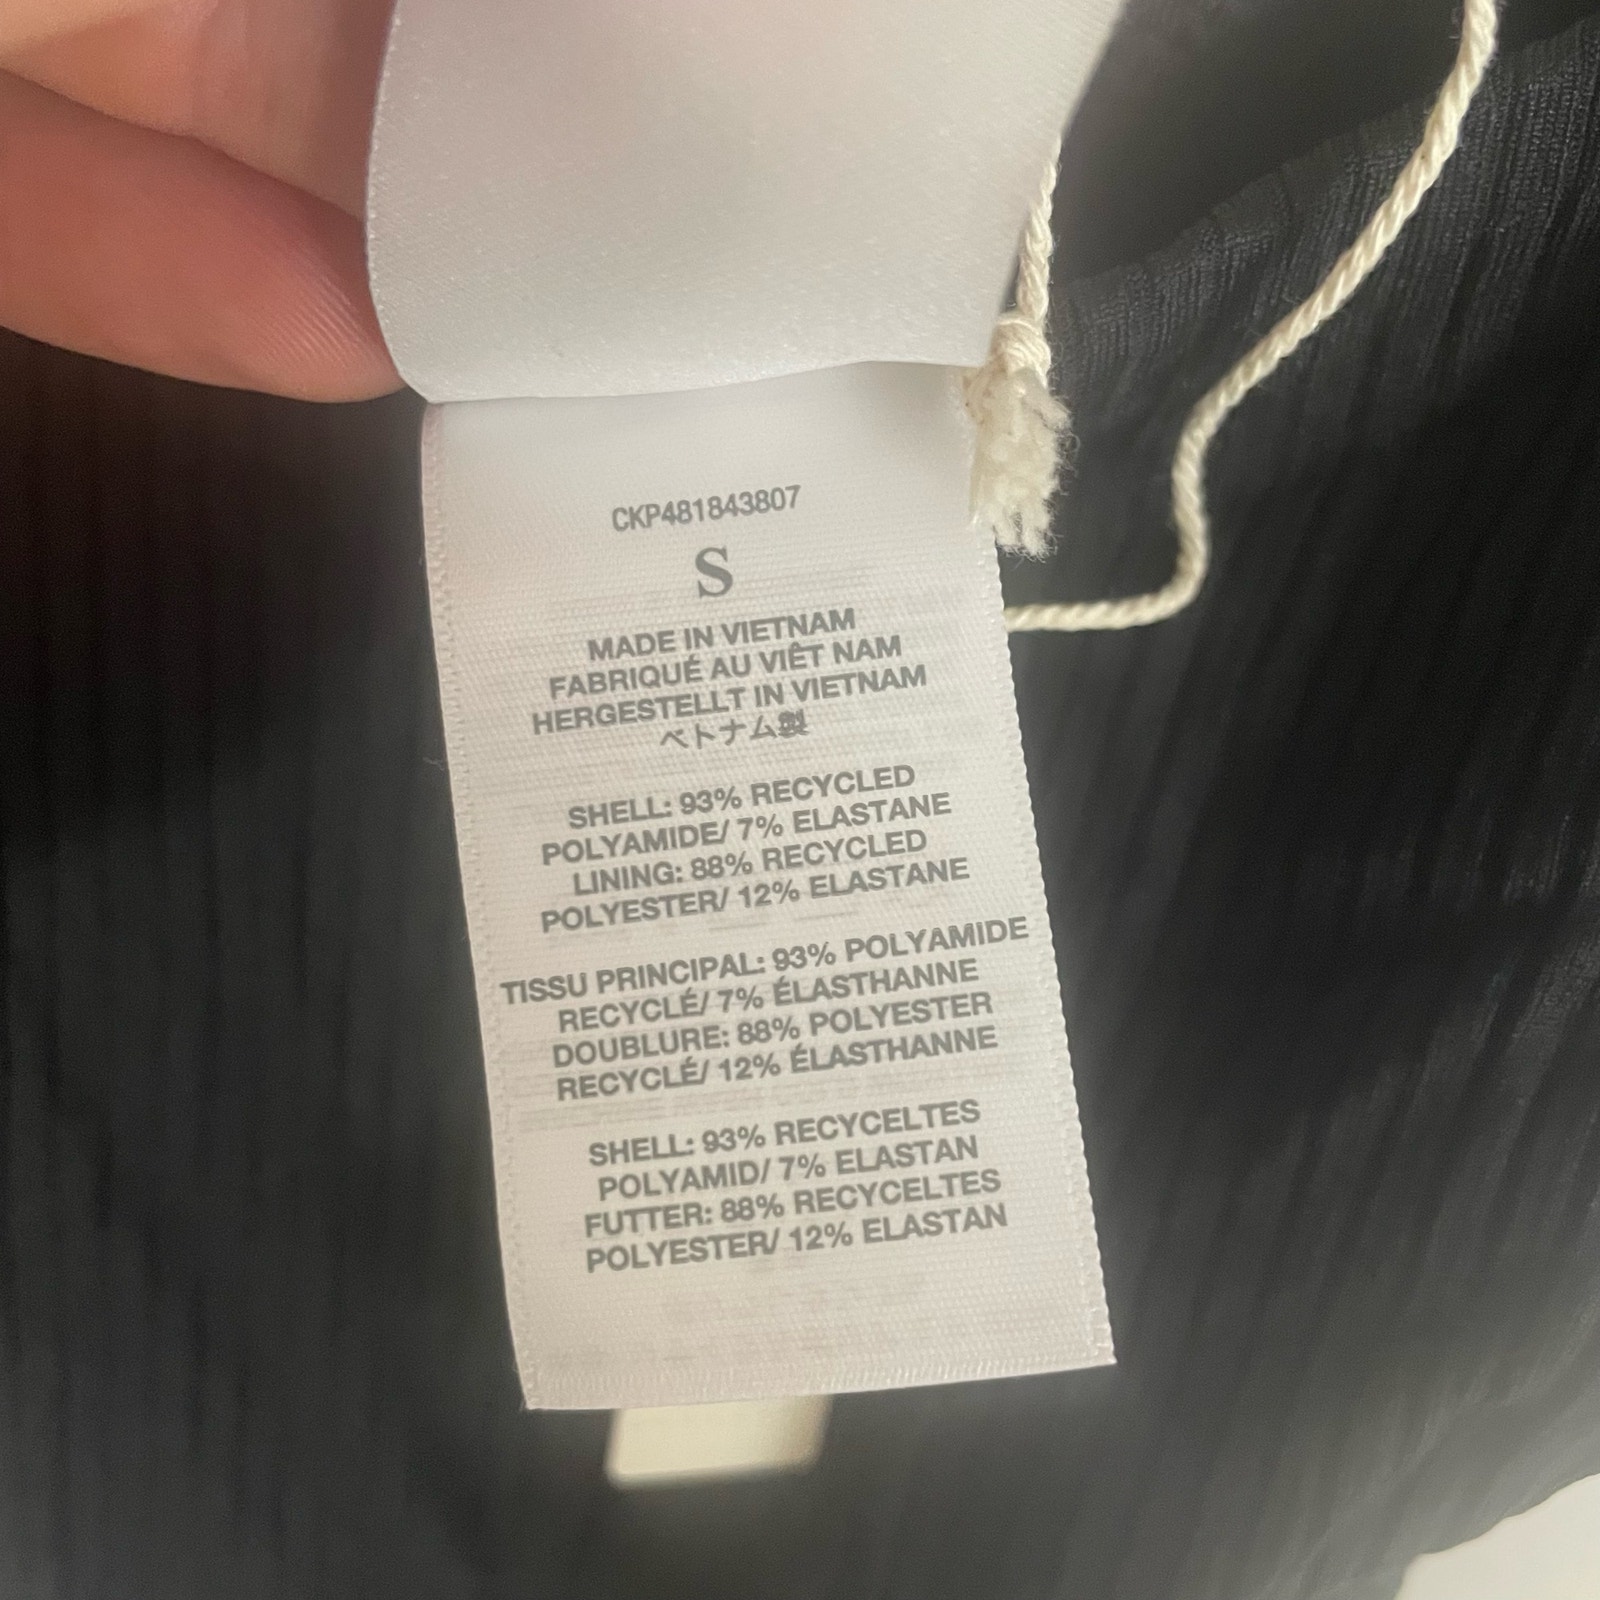 CKP481843807
S
MADE IN VIETNAM
FABRIQUÉ AU VIÊT NAM
HERGESTELLT IN VIETNAM
ベトナム製
SHELL: 93% RECYCLED
POLYAMIDE/ 7% ELASTANE
LINING: 88% RECYCLED
POLYESTER/ 12% ELASTANE
TISSU PRINCIPAL: 93% POLYAMIDE
RECYCLÉ/ 7% ÉLASTHANNE
DOUBLURE: 88% POLYESTER
RECYCLÉ/ 12% ÉLASTHANNE
SHELL: 93% RECYCELTES
POLYAMID/ 7% ELASTAN
FUTTER: 88% RECYCELTES
POLYESTER/ 12% ELASTAN